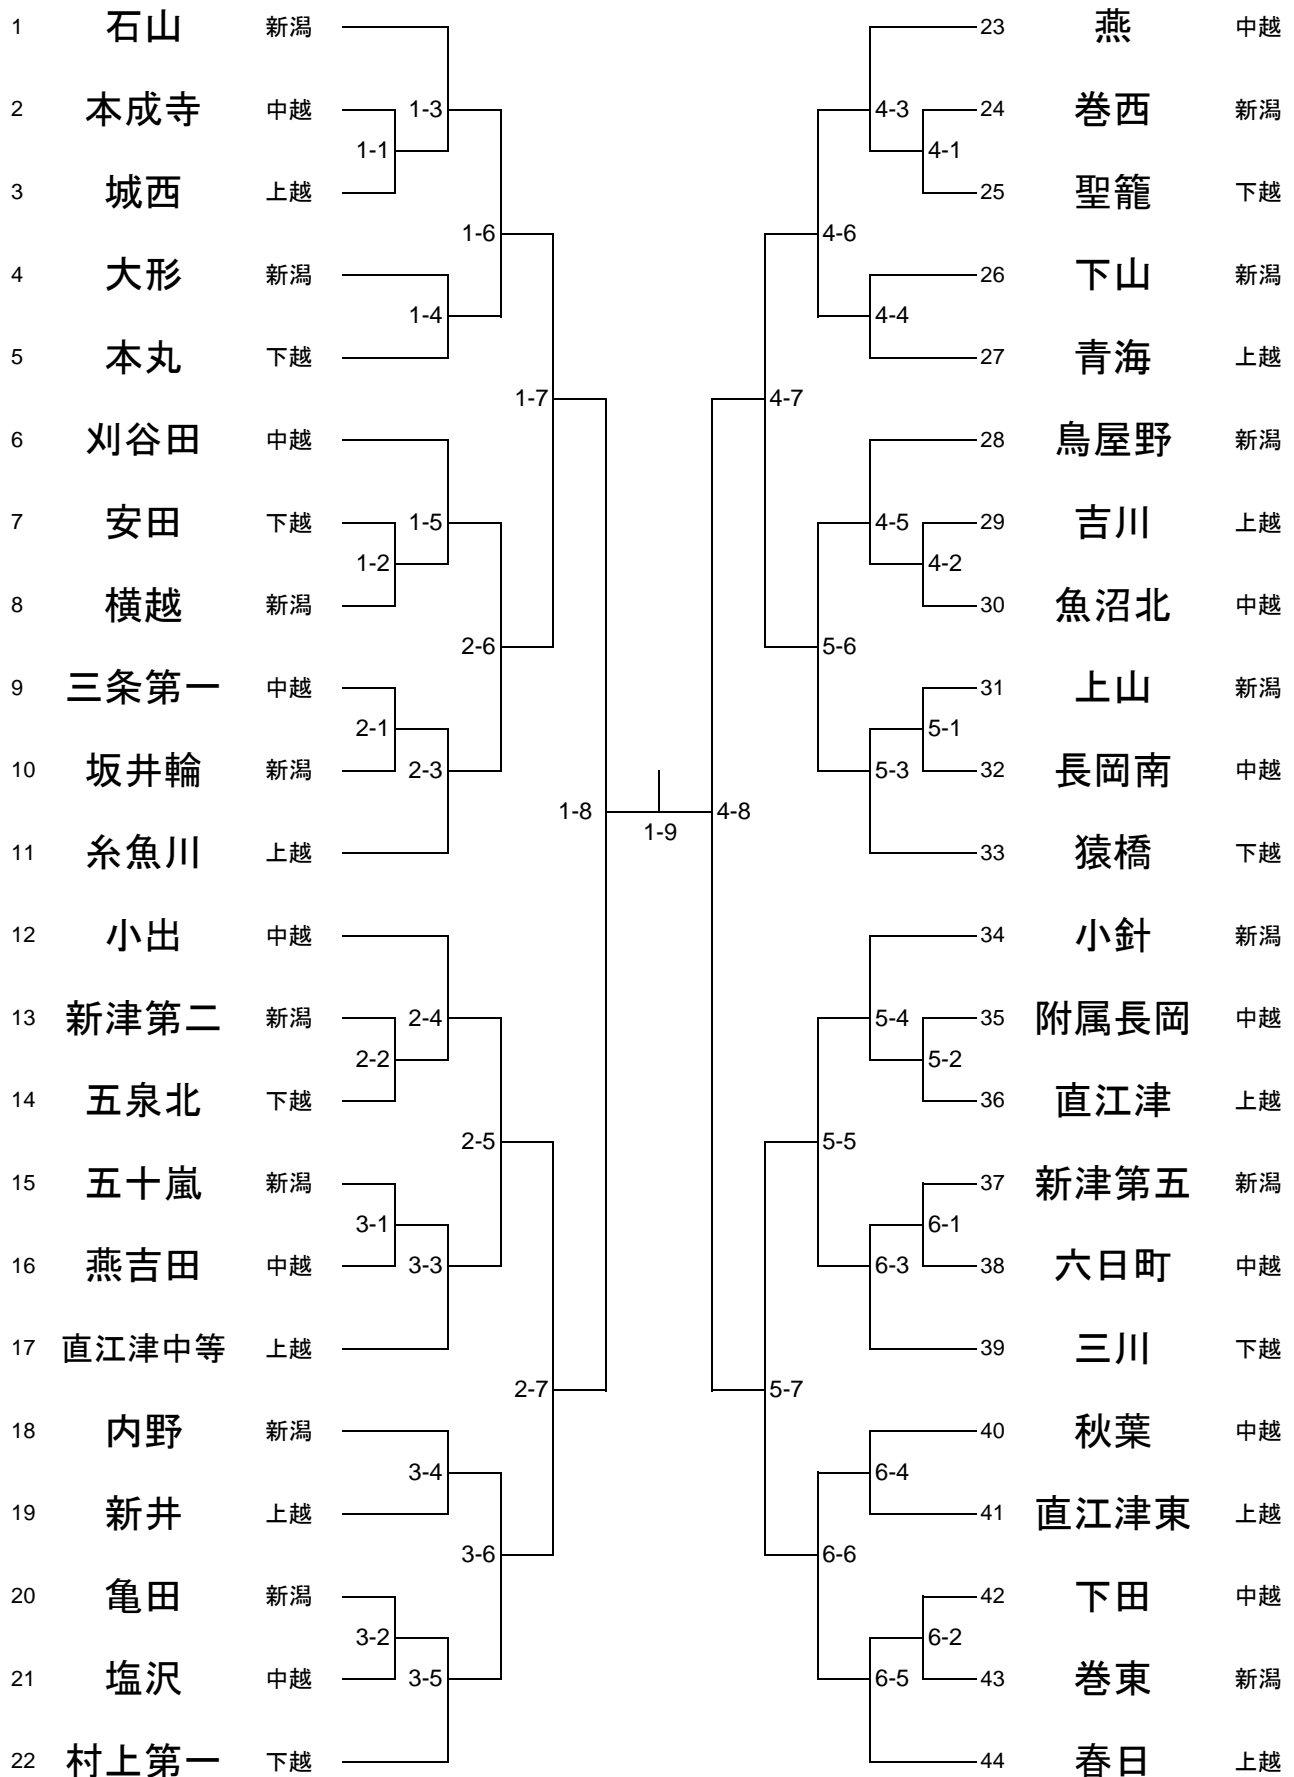 1 石山 新潟 23 燕 中越
2 本成寺 中越 1-3 4-3 24 巻西 新潟
1-1 4-1
3 城西 上越 25 聖籠 下越
1-6 4-6
4 大形 新潟 26 下山 新潟
1-4 4-4
5 本丸 下越 27 青海 上越
1-7 4-7
6 刈谷田 中越 28 鳥屋野 新潟
7 安田 下越 1-5 4-5 29 吉川 上越
1-2 4-2
8 横越 新潟 30 魚沼北 中越
2-6 5-6
9 三条第一 中越 31 上山 新潟
2-1 5-1
10 坂井輪 新潟 2-3 5-3 32 長岡南 中越
1-8 4-8
1-9
11 糸魚川 上越 33 猿橋 下越
12 小出 中越 34 小針 新潟
13 新津第二 新潟 2-4 5-4 35 附属長岡 中越
2-2 5-2
14 五泉北 下越 36 直江津 上越
2-5 5-5
15 五十嵐 新潟 37 新津第五 新潟
3-1 6-1
16 燕吉田 中越 3-3 6-3 38 六日町 中越
17 直江津中等 上越 39 三川 下越
2-7 5-7
18 内野 新潟 40 秋葉 中越
3-4 6-4
19 新井 上越 41 直江津東 上越
3-6 6-6
20 亀田 新潟 42 下田 中越
3-2 6-2
21 塩沢 中越 3-5 6-5 43 巻東 新潟
22 村上第一 下越 44 春日 上越